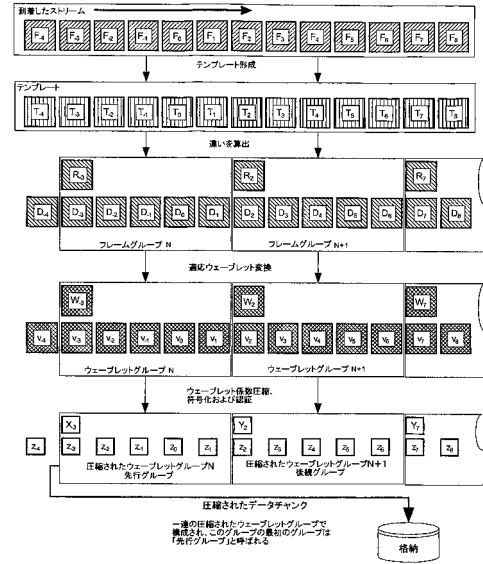 到着したストリーム
F-4 F-3 F-2 F-1 F0 F1 F2 F3 F4 F5 F6 F7 F8
テンプレート形成
テンプレート
T-4 T-3 T-2 T-1 T0 T1 T2 T3 T4 T5 T6 T7 T8
違いを算出
R-3 R2 R7
D-4 D-3 D-2 D-1 D0 D1 D2 D3 D4 D5 D6 D7 D8
フレームグループ N フレームグループ N+1
適応ウェーブレット変換
W-3 W2 W7
V-4 V-3 V-2 V-1 V0 V1 V2 V3 V4 V5 V6 V7 V8
ウェーブレットグループ N ウェーブレットグループ N+1
ウェーブレット係数圧縮、
符号化および認証
X-3 Y2 Y7
Z-4 Z-3 Z-2 Z-1 Z0 Z1 Z2 Z3 Z4 Z5 Z6 Z7 Z8
圧縮されたウェーブレットグループN 圧縮されたウェーブレットグループN+1
先行グループ 後続グループ
圧縮されたデータチャンク
一連の圧縮されたウェーブレットグループで
構成され、このグループの最初のグループは
「先行グループ」と呼ばれる
格納